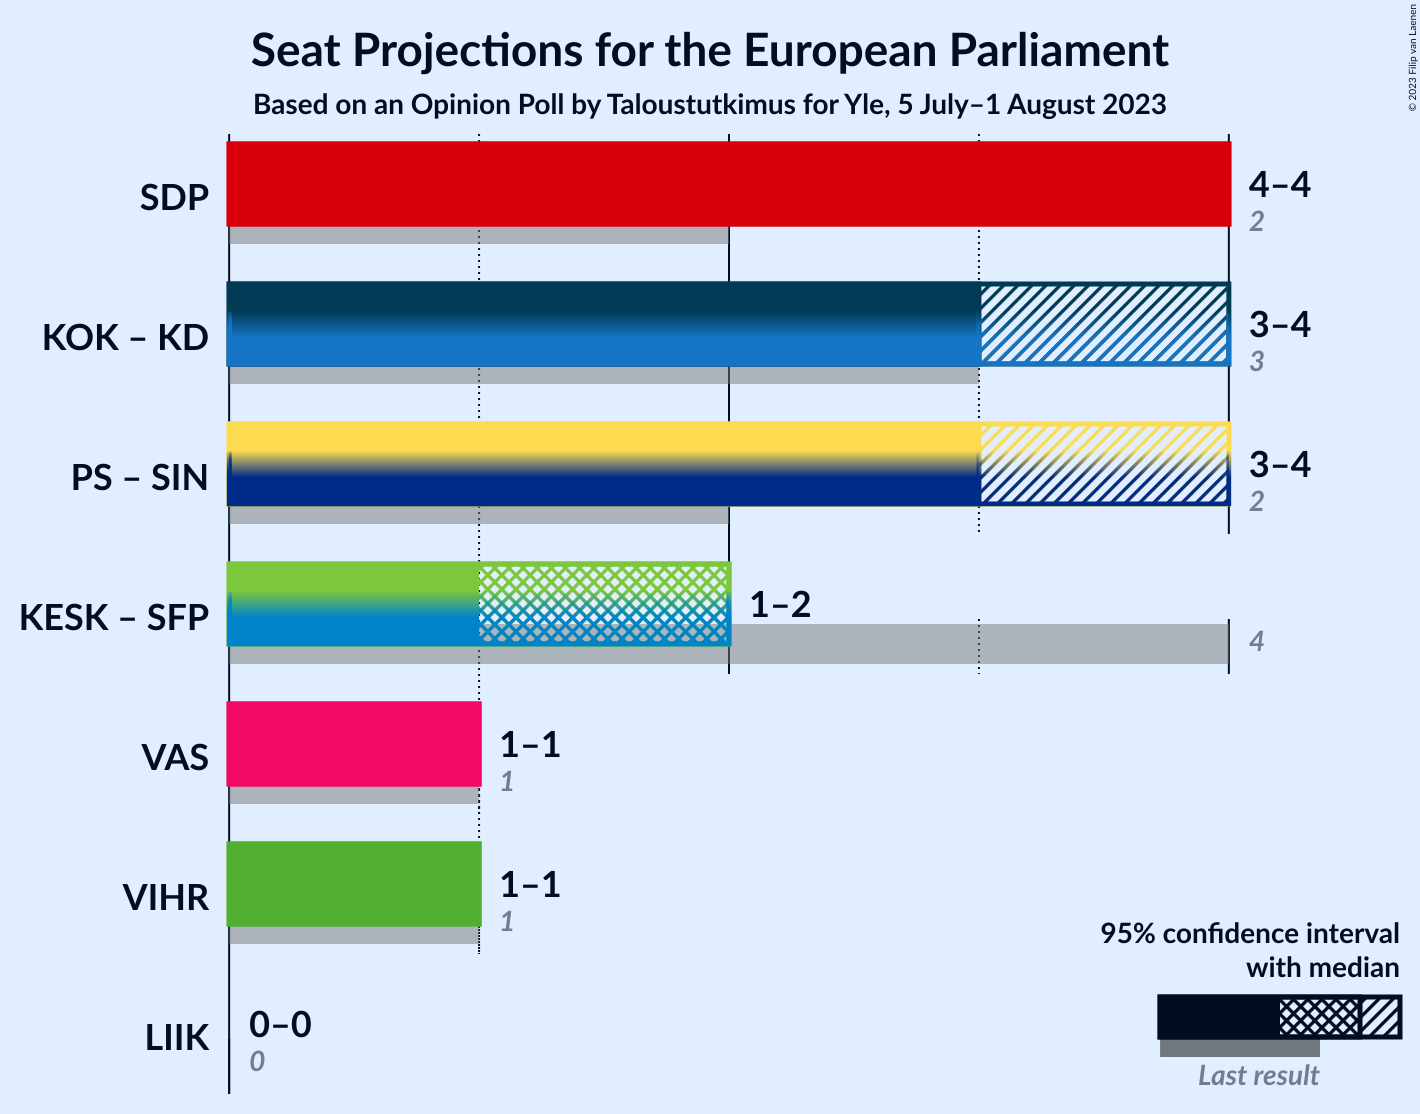 Seat Projections for the European Parliament
Based on an Opinion Poll by Taloustutkimus for Yle, 5 July–1 August 2023
© 2023 Filip van Laenen
SDP
4–4
2
KOK – KD
3–4
3
PS – SIN
3–4
2
KESK – SFP
1–2
4
VAS
1–1
1
VIHR
1–1
1
LIIK
0–0
0
95% confidence interval
with median
Last result